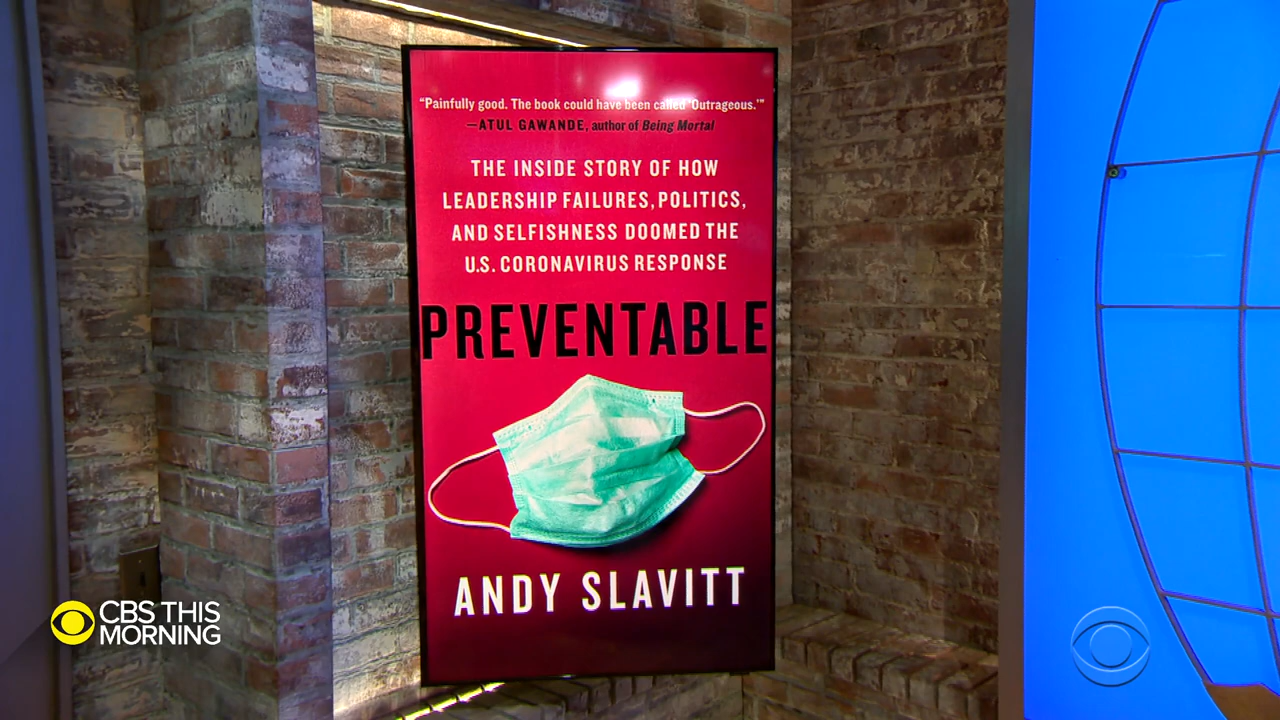 “Painfully good. The book could have been called ‘Outrageous.’”
—ATUL GAWANDE, author of Being Mortal
THE INSIDE STORY OF HOW
LEADERSHIP FAILURES, POLITICS,
AND SELFISHNESS DOOMED THE
U.S. CORONAVIRUS RESPONSE
PREVENTABLE
ANDY SLAVITT
CBS THIS
MORNING